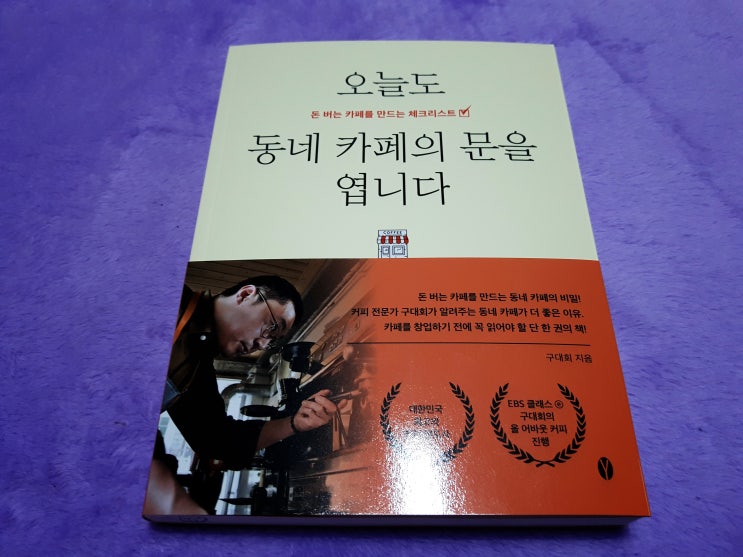 오늘도
돈 버는 카페를 만드는 체크리스트
동네 카페의 문을
엽니다
COFFEE
돈 버는 카페를 만드는 동네 카페의 비밀!
커피 전문가 구대회가 알려주는 동네 카페가 더 좋은 이유.
카페를 창업하기 전에 꼭 읽어야 할 단 한 권의 책!
구대회 지음
대한민국
최고의
EBS 클래스 ⓔ
구대회의
올 어바웃 커피
진행